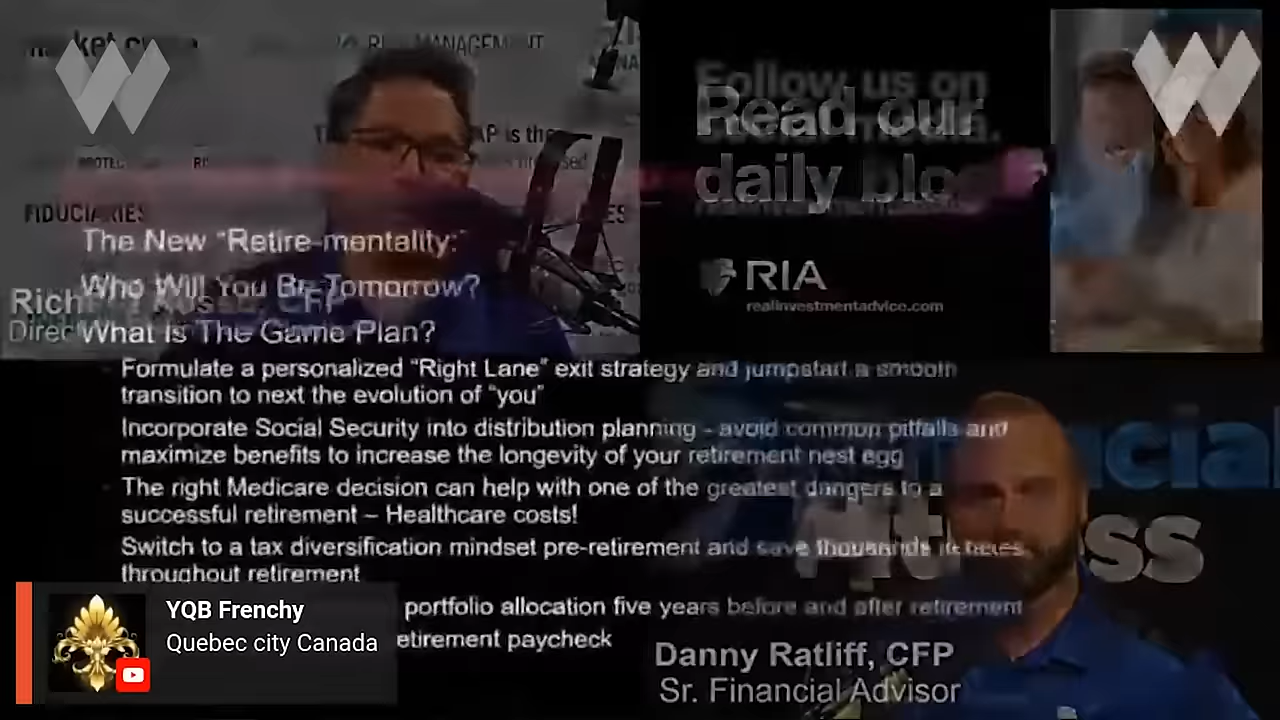 RISK MANAGEMENT
Follow us on
Read our
daily blog
FIDUCIARIES
The New “Retire-mentality:”
Who Will You Be Tomorrow?
What Is The Game Plan?
RIA
realinvestmentadvice.com
Formulate a personalized “Right Lane” exit strategy and jumpstart a smooth
transition to next the evolution of “you”
Incorporate Social Security into distribution planning - avoid common pitfalls and
maximize benefits to increase the longevity of your retirement nest egg
The right Medicare decision can help with one of the greatest dangers to a
successful retirement – Healthcare costs!
Switch to a tax diversification mindset pre-retirement and save thousands in taxes
throughout retirement
portfolio allocation five years before and after retirement
etirement paycheck
YQB Frenchy
Quebec city Canada
Danny Ratliff, CFP
Sr. Financial Advisor